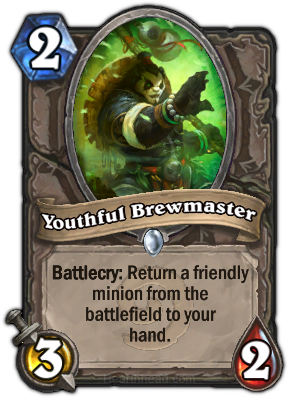 2
Youthful Brewmaster
Battlecry: Return a friendly
minion from the
battlefield to your
hand.
3
2